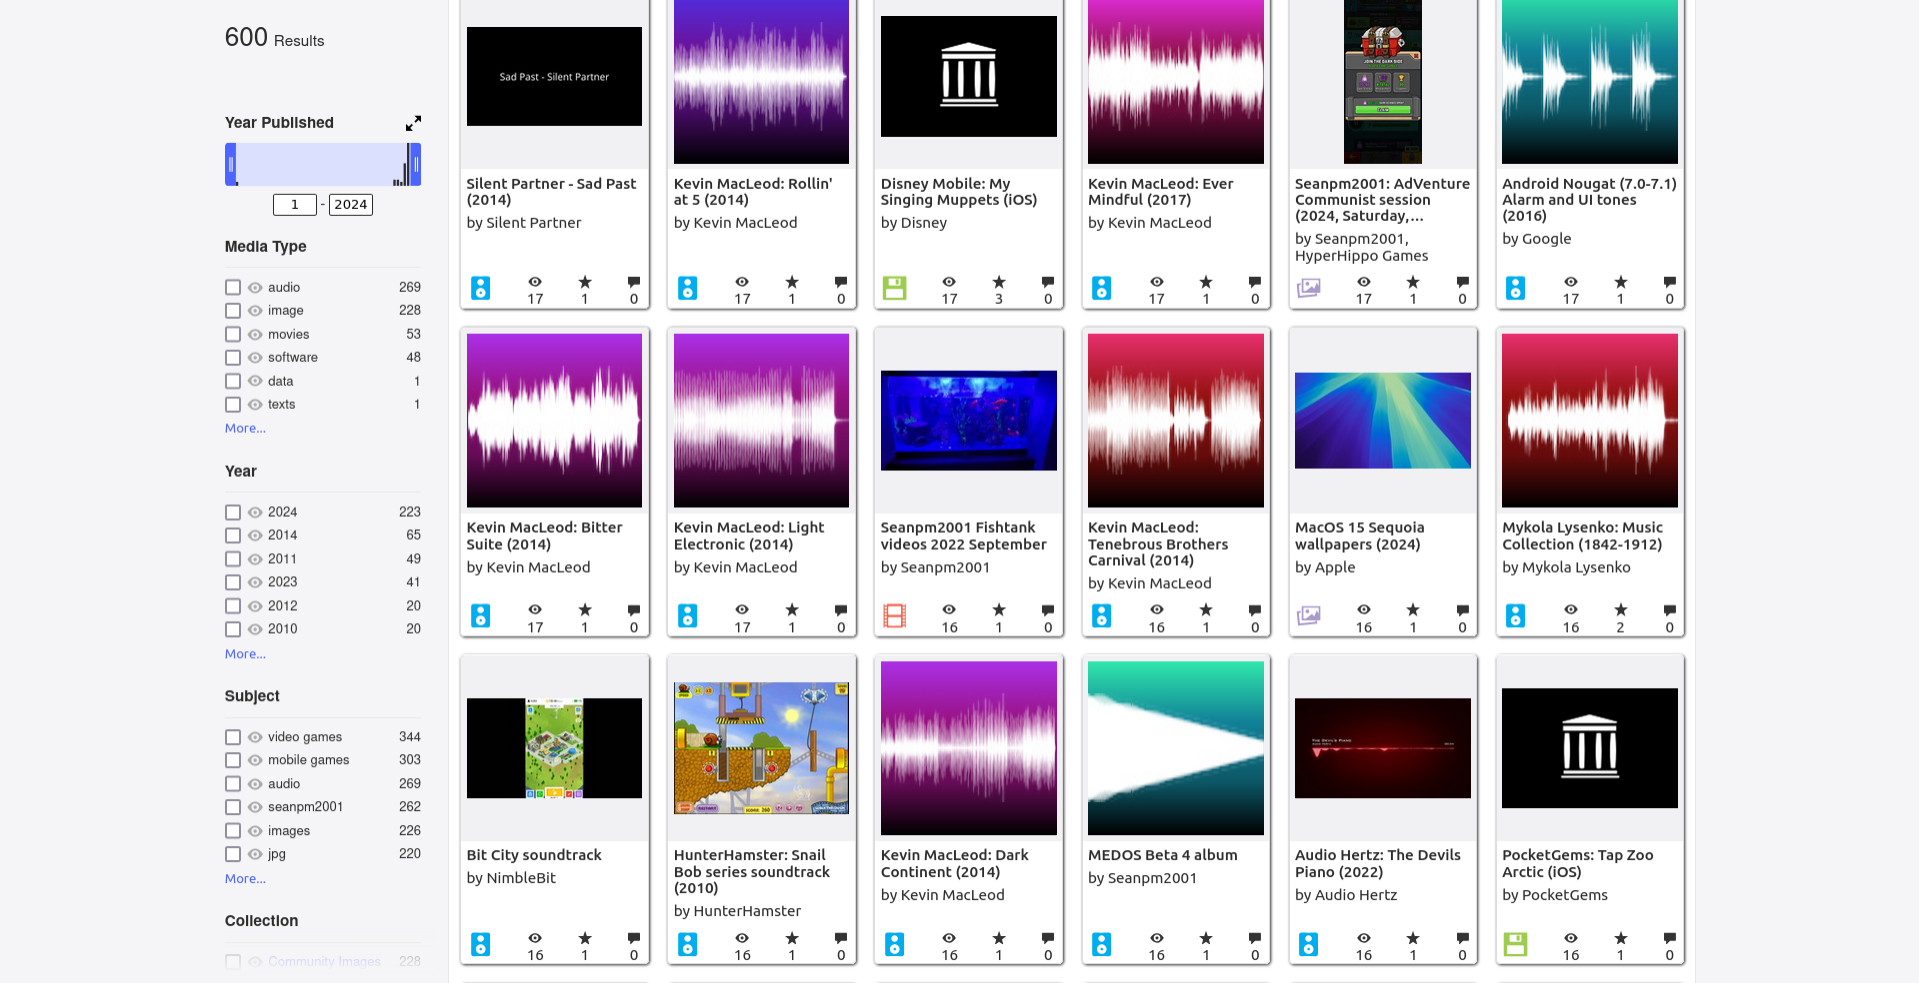 600 Results
Year Published
1 - 2024
Media Type
audio 269
image 228
movies 53
software 48
data 1
texts 1
More...
Year
2024 223
2014 65
2011 49
2023 41
2012 20
2010 20
More...
Subject
video games 344
mobile games 303
audio 269
seanpm2001 262
images 226
jpg 220
More...
Collection
Community Images 228
Sad Past - Silent Partner
Silent Partner - Sad Past
(2014)
by Silent Partner
17 1 0
Kevin MacLeod: Rollin'
at 5 (2014)
by Kevin MacLeod
17 1 0
Disney Mobile: My
Singing Muppets (iOS)
by Disney
17 3 0
Kevin MacLeod: Ever
Mindful (2017)
by Kevin MacLeod
17 1 0
JOIN THE DARK SIDE!
Seanpm2001: AdVenture
Communist session
(2024, Saturday,...
by Seanpm2001,
HyperHippo Games
17 1 0
Android Nougat (7.0-7.1)
Alarm and UI tones
(2016)
by Google
17 1 0
Kevin MacLeod: Bitter
Suite (2014)
by Kevin MacLeod
17 1 0
Kevin MacLeod: Light
Electronic (2014)
by Kevin MacLeod
17 1 0
Seanpm2001 Fishtank
videos 2022 September
by Seanpm2001
16 1 0
Kevin MacLeod:
Tenebrous Brothers
Carnival (2014)
by Kevin MacLeod
16 1 0
MacOS 15 Sequoia
wallpapers (2024)
by Apple
16 1 0
Mykola Lysenko: Music
Collection (1842-1912)
by Mykola Lysenko
16 2 0
Bit City soundtrack
by NimbleBit
16 1 0
HunterHamster: Snail
Bob series soundtrack
(2010)
by HunterHamster
16 1 0
Kevin MacLeod: Dark
Continent (2014)
by Kevin MacLeod
16 1 0
MEDOS Beta 4 album
by Seanpm2001
16 1 0
The Devil's Piano
Audio Hertz: The Devils
Piano (2022)
by Audio Hertz
16 1 0
PocketGems: Tap Zoo
Arctic (iOS)
by PocketGems
16 1 0